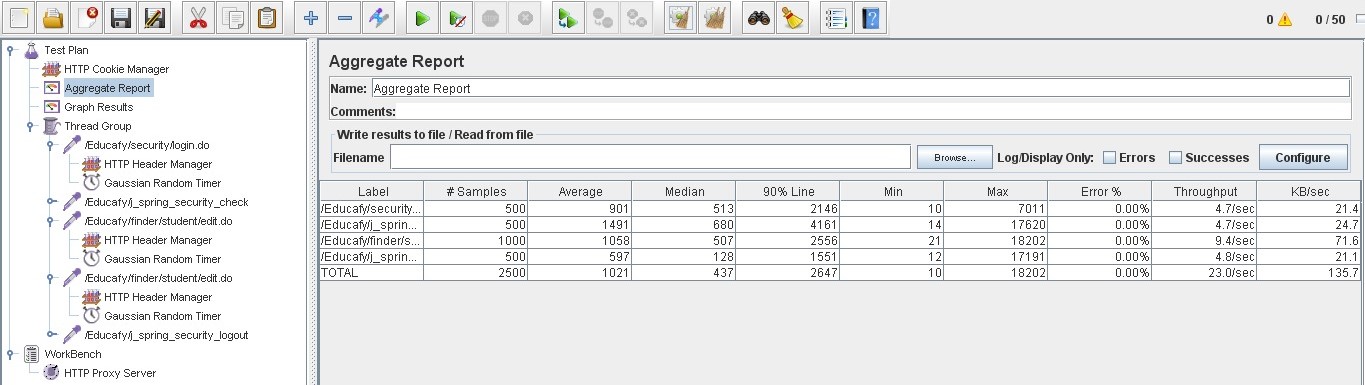 0 0 / 50
Test Plan
HTTP Cookie Manager
Aggregate Report
Graph Results
Thread Group
/Educafy/security/login.do
HTTP Header Manager
Gaussian Random Timer
/Educafy/j_spring_security_check
/Educafy/finder/student/edit.do
HTTP Header Manager
Gaussian Random Timer
/Educafy/finder/student/edit.do
HTTP Header Manager
Gaussian Random Timer
/Educafy/j_spring_security_logout
WorkBench
HTTP Proxy Server
Aggregate Report
Name: Aggregate Report
Comments:
Write results to file / Read from file
Filename Browse... Log/Display Only: Errors Successes Configure
Label # Samples Average Median 90% Line Min Max Error % Throughput KB/sec
/Educafy/security... 500 901 513 2146 10 7011 0.00% 4.7/sec 21.4
/Educafy/j_sprin... 500 1491 680 4161 14 17620 0.00% 4.7/sec 24.7
/Educafy/finder/s... 1000 1058 507 2556 21 18202 0.00% 9.4/sec 71.6
/Educafy/j_sprin... 500 597 128 1551 12 17191 0.00% 4.8/sec 21.1
TOTAL 2500 1021 437 2647 10 18202 0.00% 23.0/sec 135.7